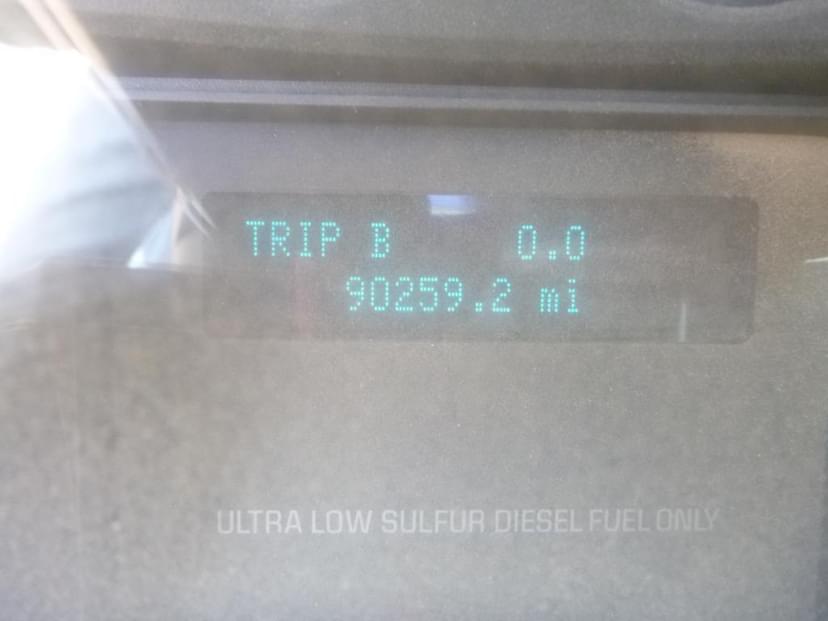 TRIP B 0.0
90259.2 mi
ULTRA LOW SULFUR DIESEL FUEL ONLY